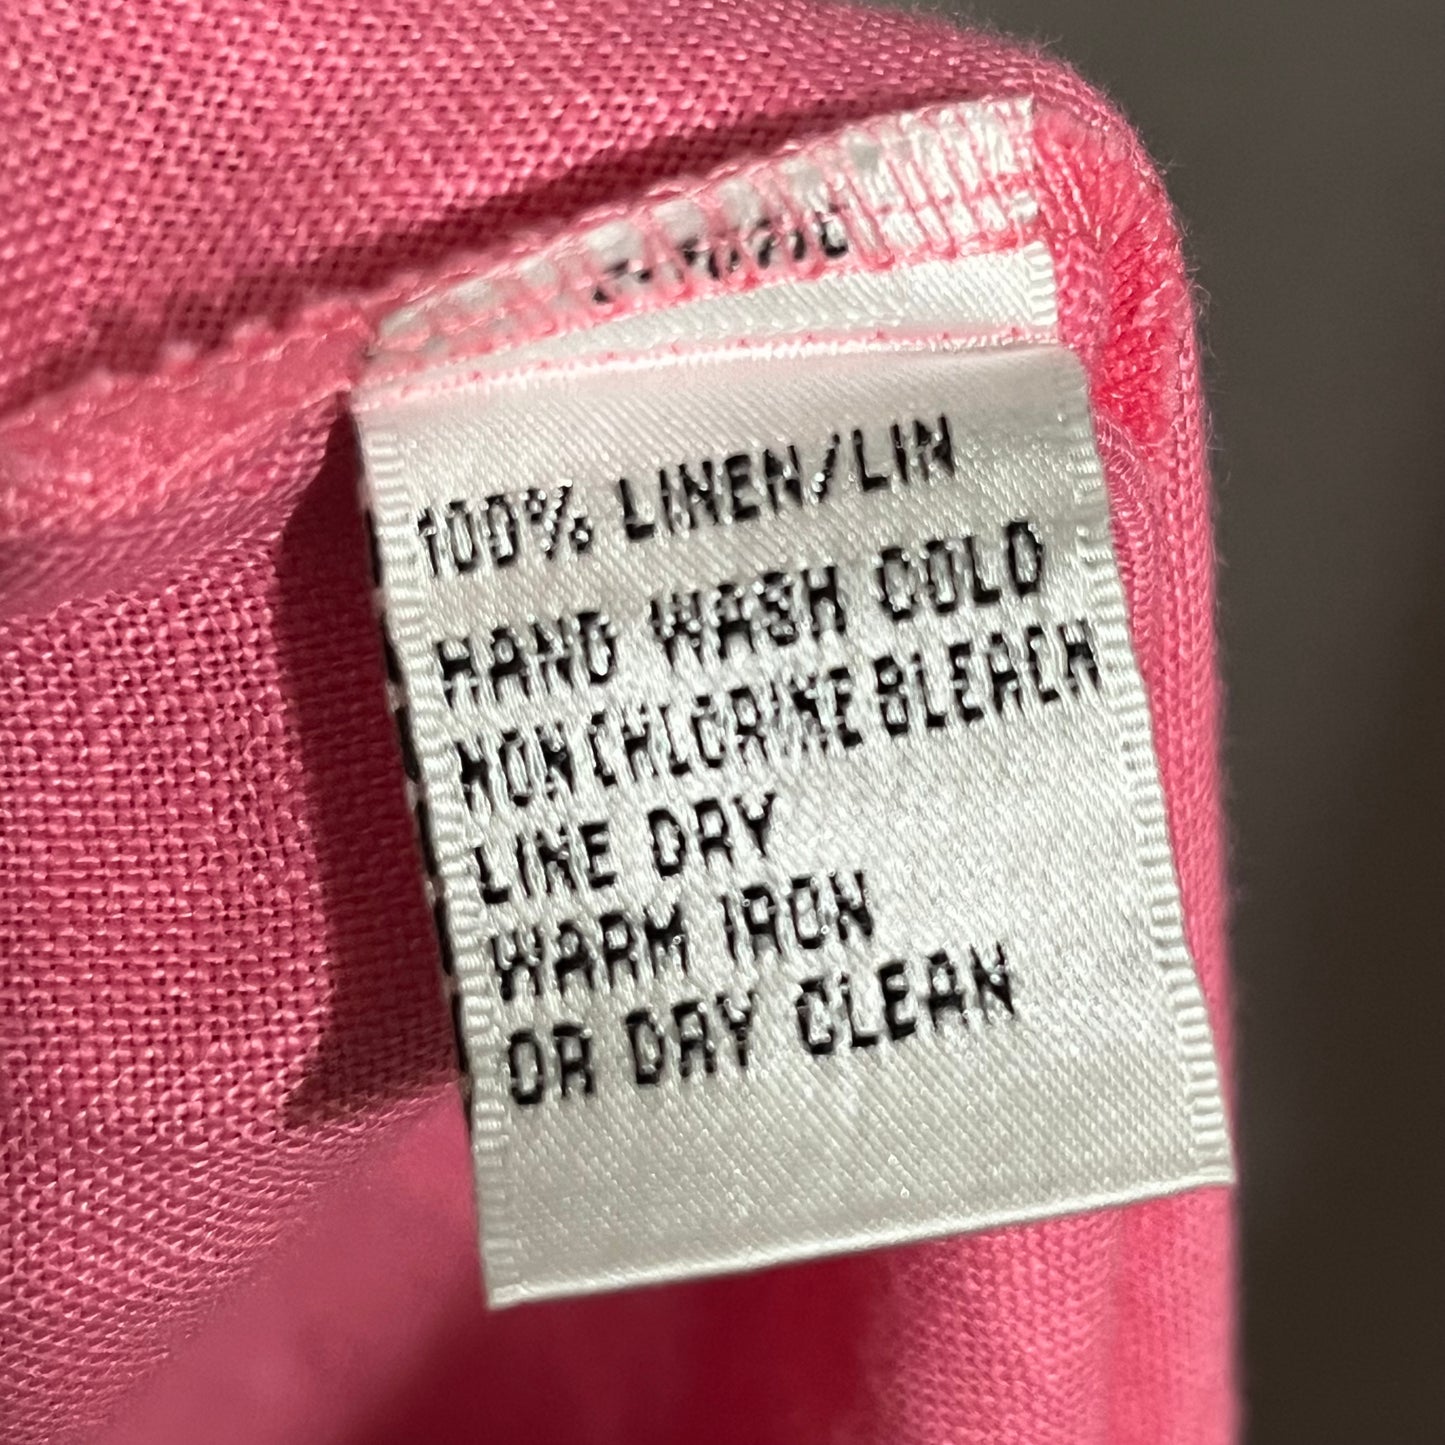 100% LINEN/LIN
HAND WASH COLD
NON CHLORINE BLEACH
LINE DRY
WARM IRON
OR DRY CLEAN